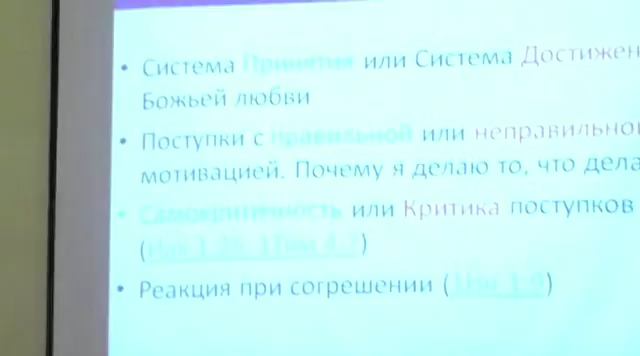 • Система Принятия или Система Достижен
Божьей любви
• Поступки с правильной или неправильно
мотивацией. Почему я делаю то, что дела
• Самокритичность или Критика поступков
• Реакция при согрешении (